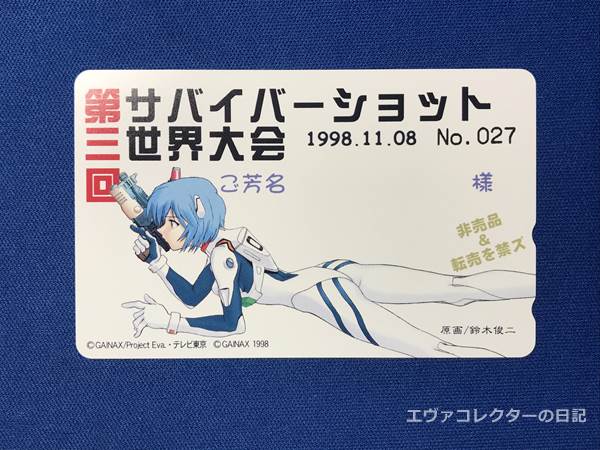 第三回
サバイバーショット
世界大会
1998.11.08 No.027
ご芳名 様
非売品
&
転売を禁ズ
原画/鈴木俊二
©GAINAX/Project Eva.・テレビ東京 ©GAINAX 1998
エヴァコレクターの日記